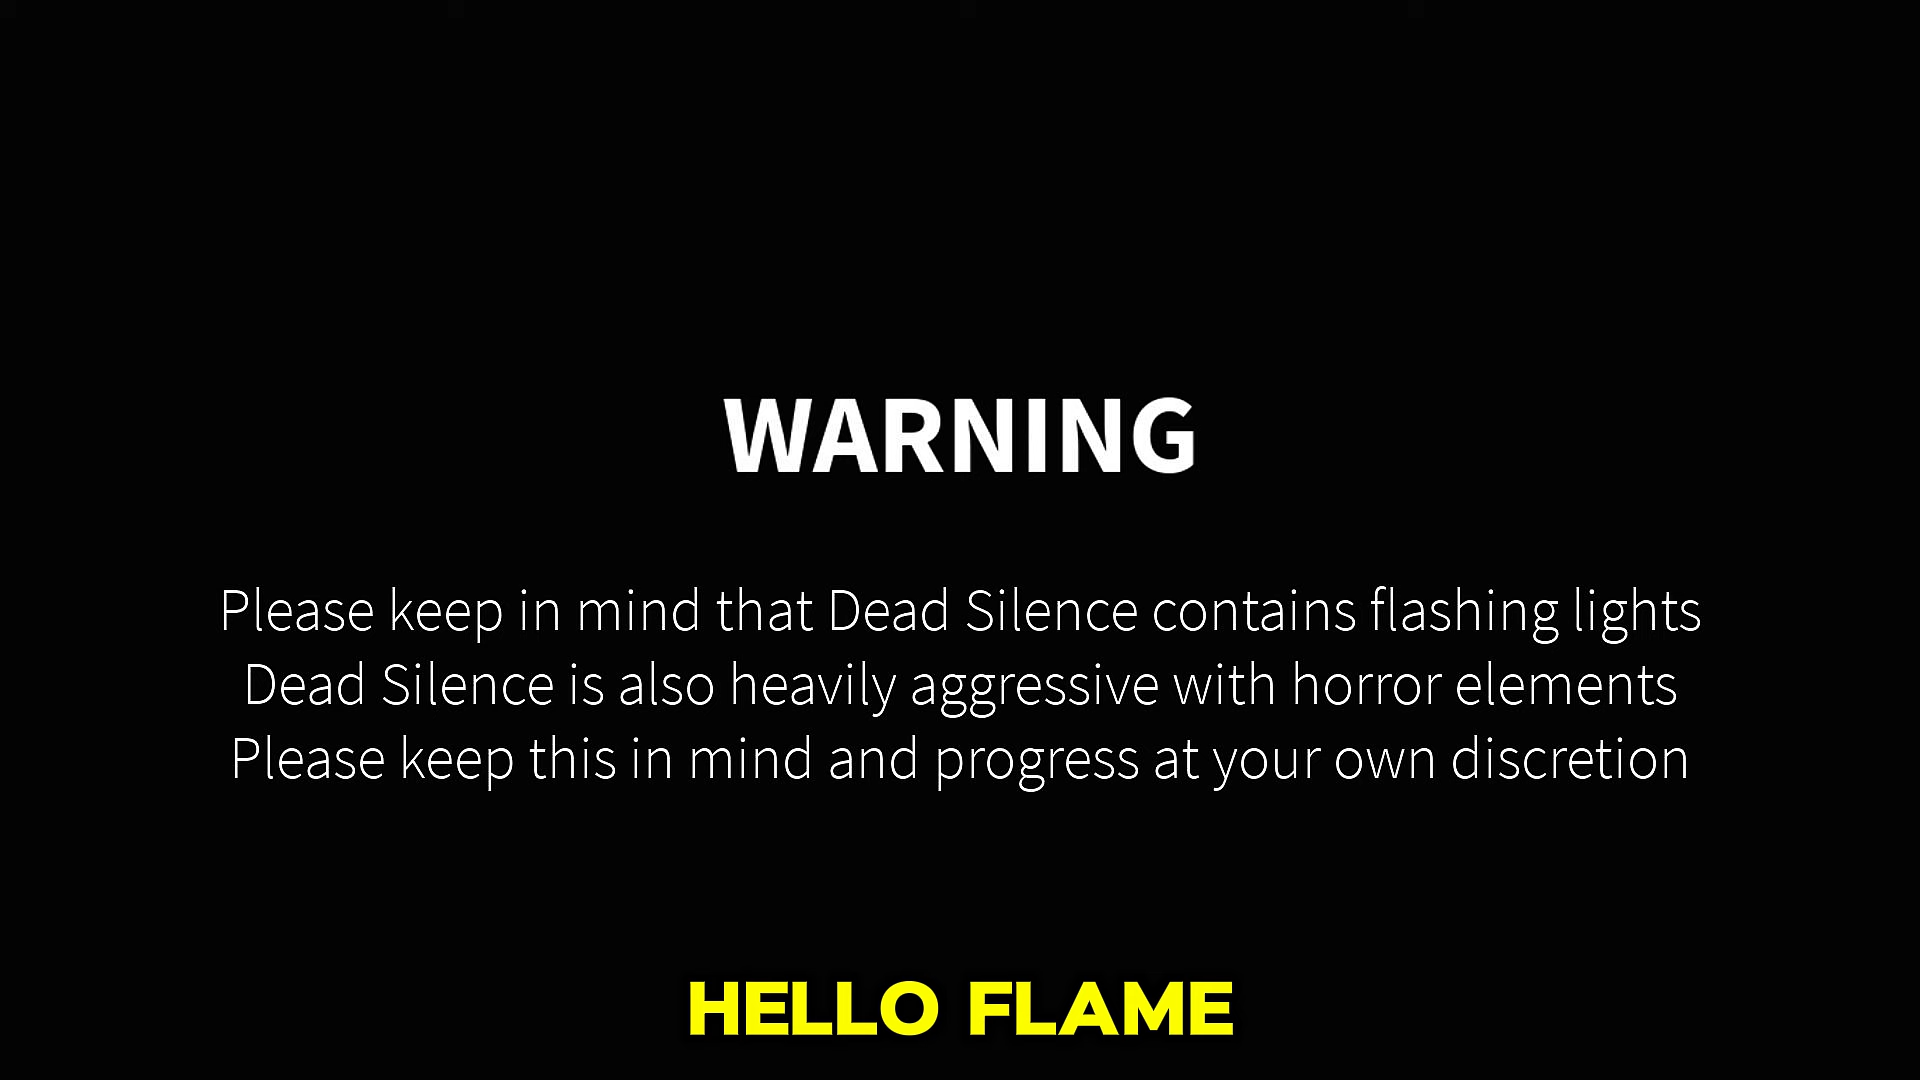 WARNING
Please keep in mind that Dead Silence contains flashing lights
Dead Silence is also heavily aggressive with horror elements
Please keep this in mind and progress at your own discretion
HELLO FLAME